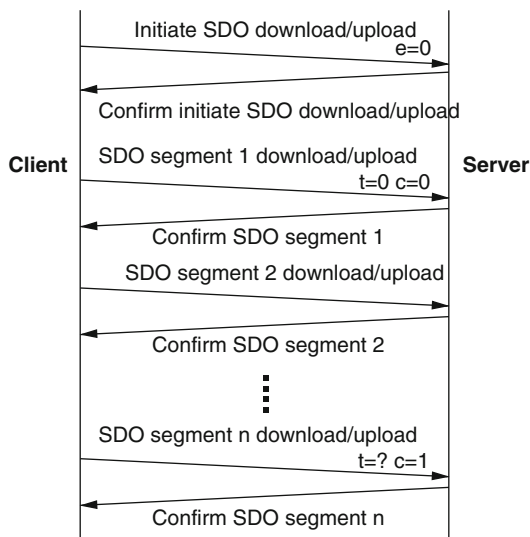 Initiate SDO download/upload
e=0
Confirm initiate SDO download/upload
Client
SDO segment 1 download/upload
Server
t=0 c=0
Confirm SDO segment 1
SDO segment 2 download/upload
Confirm SDO segment 2
SDO segment n download/upload
t=? c=1
Confirm SDO segment n